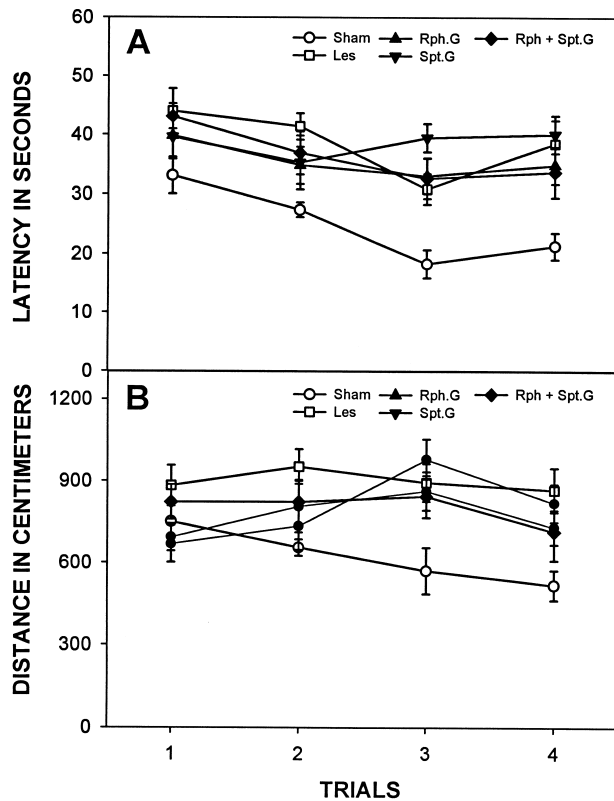 A
Sham Rph.G Rph + Spt.G
Les Spt.G
60
50
40
30
20
10
0
LATENCY IN SECONDS
B
Sham Rph.G Rph + Spt.G
Les Spt.G
1200
900
600
300
0
DISTANCE IN CENTIMETERS
1 2 3 4
TRIALS